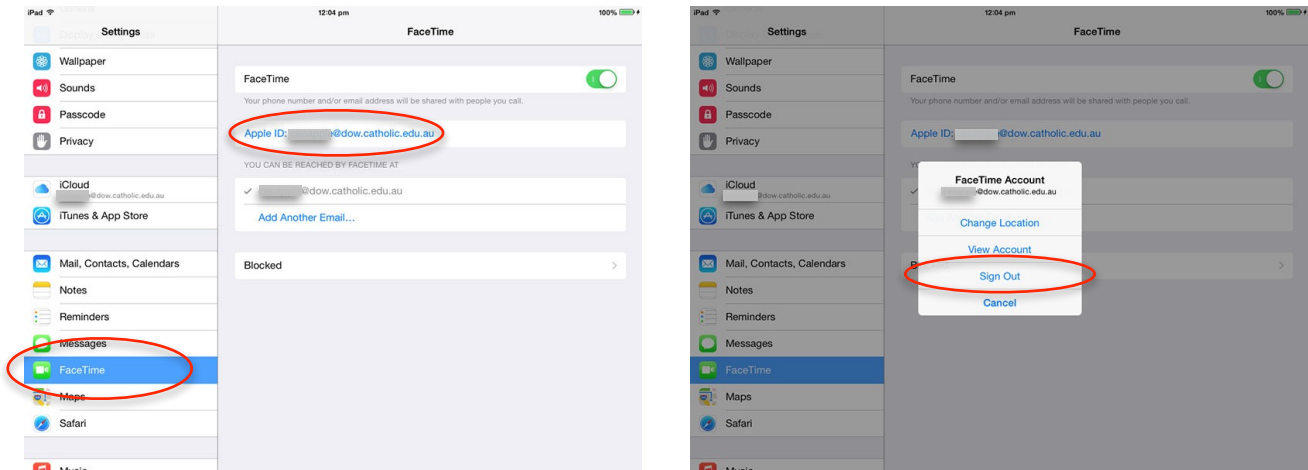 iPad 12:04 pm 100%
Settings FaceTime
Wallpaper
Sounds
Passcode
Privacy
iCloud
@dow.catholic.edu.au
iTunes & App Store
Mail, Contacts, Calendars
Notes
Reminders
Messages
FaceTime
Maps
Safari
Music
FaceTime
Your phone number and/or email address will be shared with people you call.
Apple ID: @dow.catholic.edu.au
YOU CAN BE REACHED BY FACETIME AT
@dow.catholic.edu.au
Add Another Email...
Blocked
iPad 12:04 pm 100%
Settings FaceTime
Wallpaper
Sounds
Passcode
Privacy
iCloud
@dow.catholic.edu.au
iTunes & App Store
Mail, Contacts, Calendars
Notes
Reminders
Messages
FaceTime
Maps
Safari
Music
FaceTime
Your phone number and/or email address will be shared with people you call.
Apple ID: @dow.catholic.edu.au
FaceTime Account
@dow.catholic.edu.au
Change Location
View Account
Sign Out
Cancel